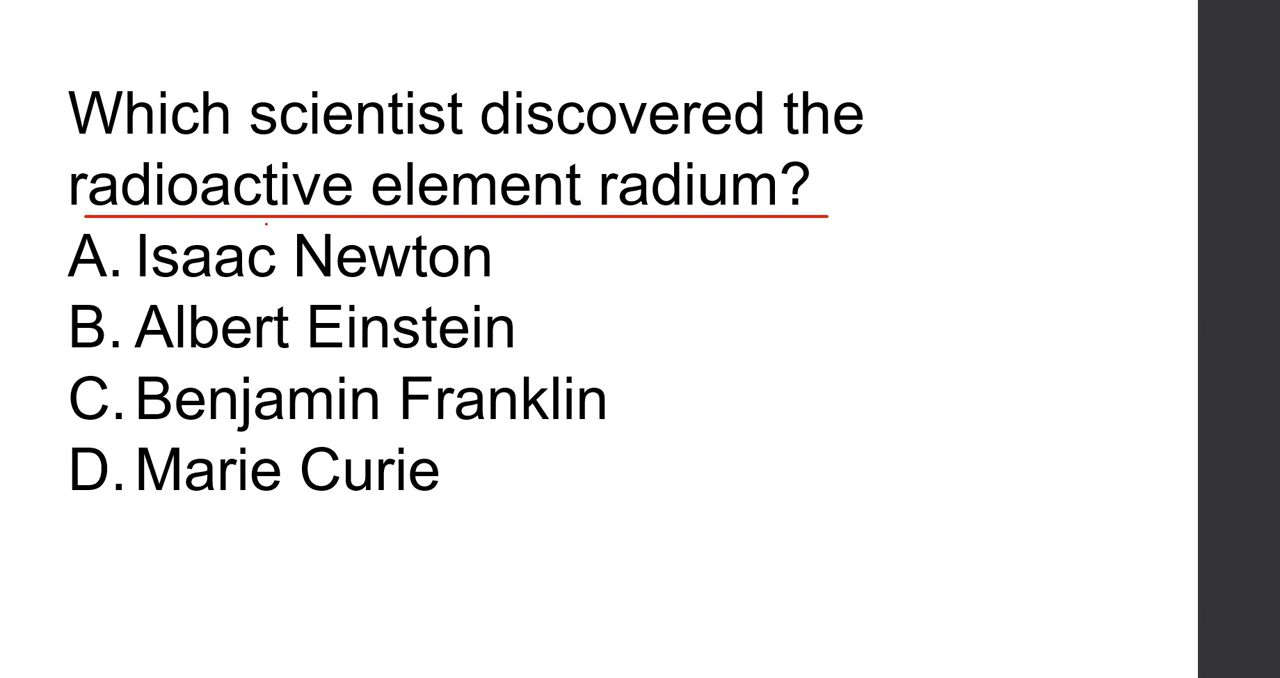 Which scientist discovered the
radioactive element radium?
A. Isaac Newton
B. Albert Einstein
C. Benjamin Franklin
D. Marie Curie